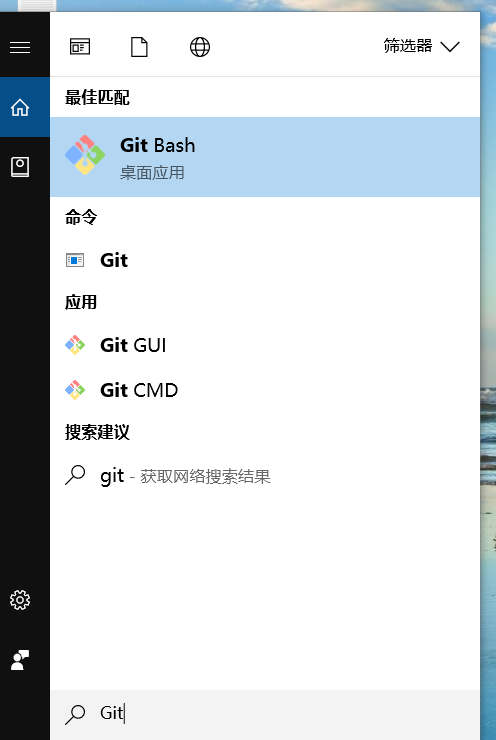 筛选器
最佳匹配
Git Bash
桌面应用
命令
Git
应用
Git GUI
Git CMD
搜索建议
git - 获取网络搜索结果
Git